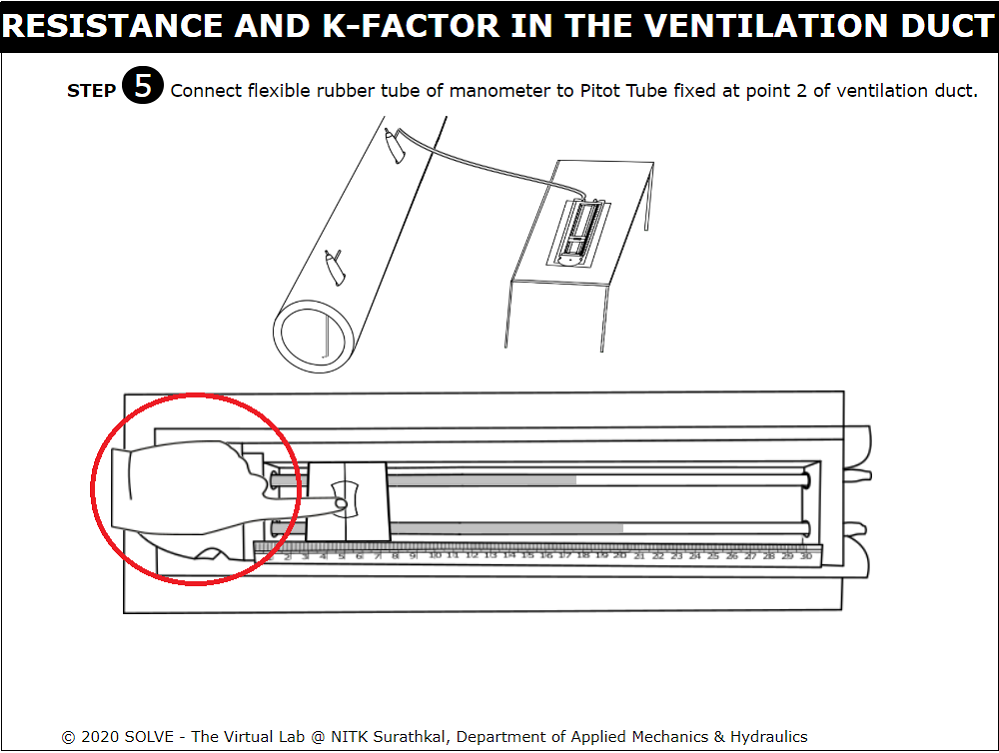 RESISTANCE AND K-FACTOR IN THE VENTILATION DUCT
STEP 5 Connect flexible rubber tube of manometer to Pitot Tube fixed at point 2 of ventilation duct.
2 3 4 5 6 7 8 9 10 11 12 13 14 15 16 17 18 19 20 21 22 23 24 25 26 27 28 29 30
© 2020 SOLVE - The Virtual Lab @ NITK Surathkal, Department of Applied Mechanics & Hydraulics